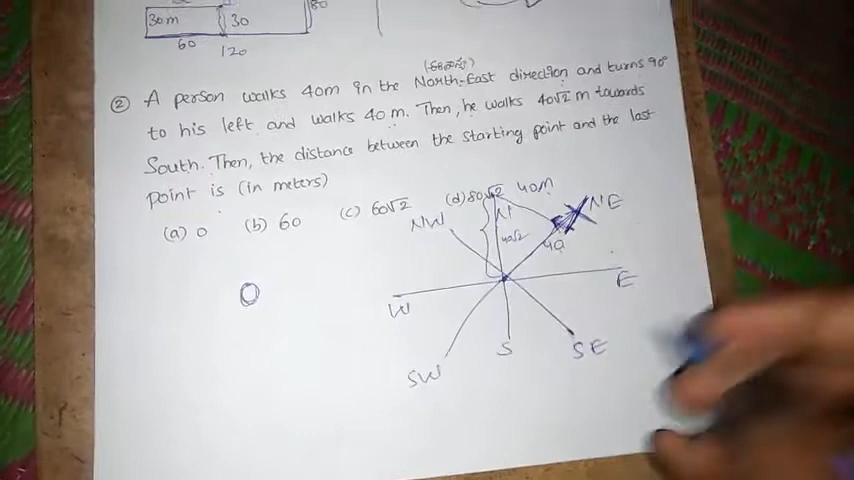 80
30m
30
60
120
(ఈశాన్య)
② A person walks 40m in the North-East direction and turns 90°
to his left and walks 40 m. Then, he walks 40√2 m towards
South. Then, the distance between the starting point and the last
point is (in meters)
(a) 0 (b) 60 (c) 60√2 (d) 80√2
40m
NE
NW
N
40√2
40
0
W
E
SW
S
SE